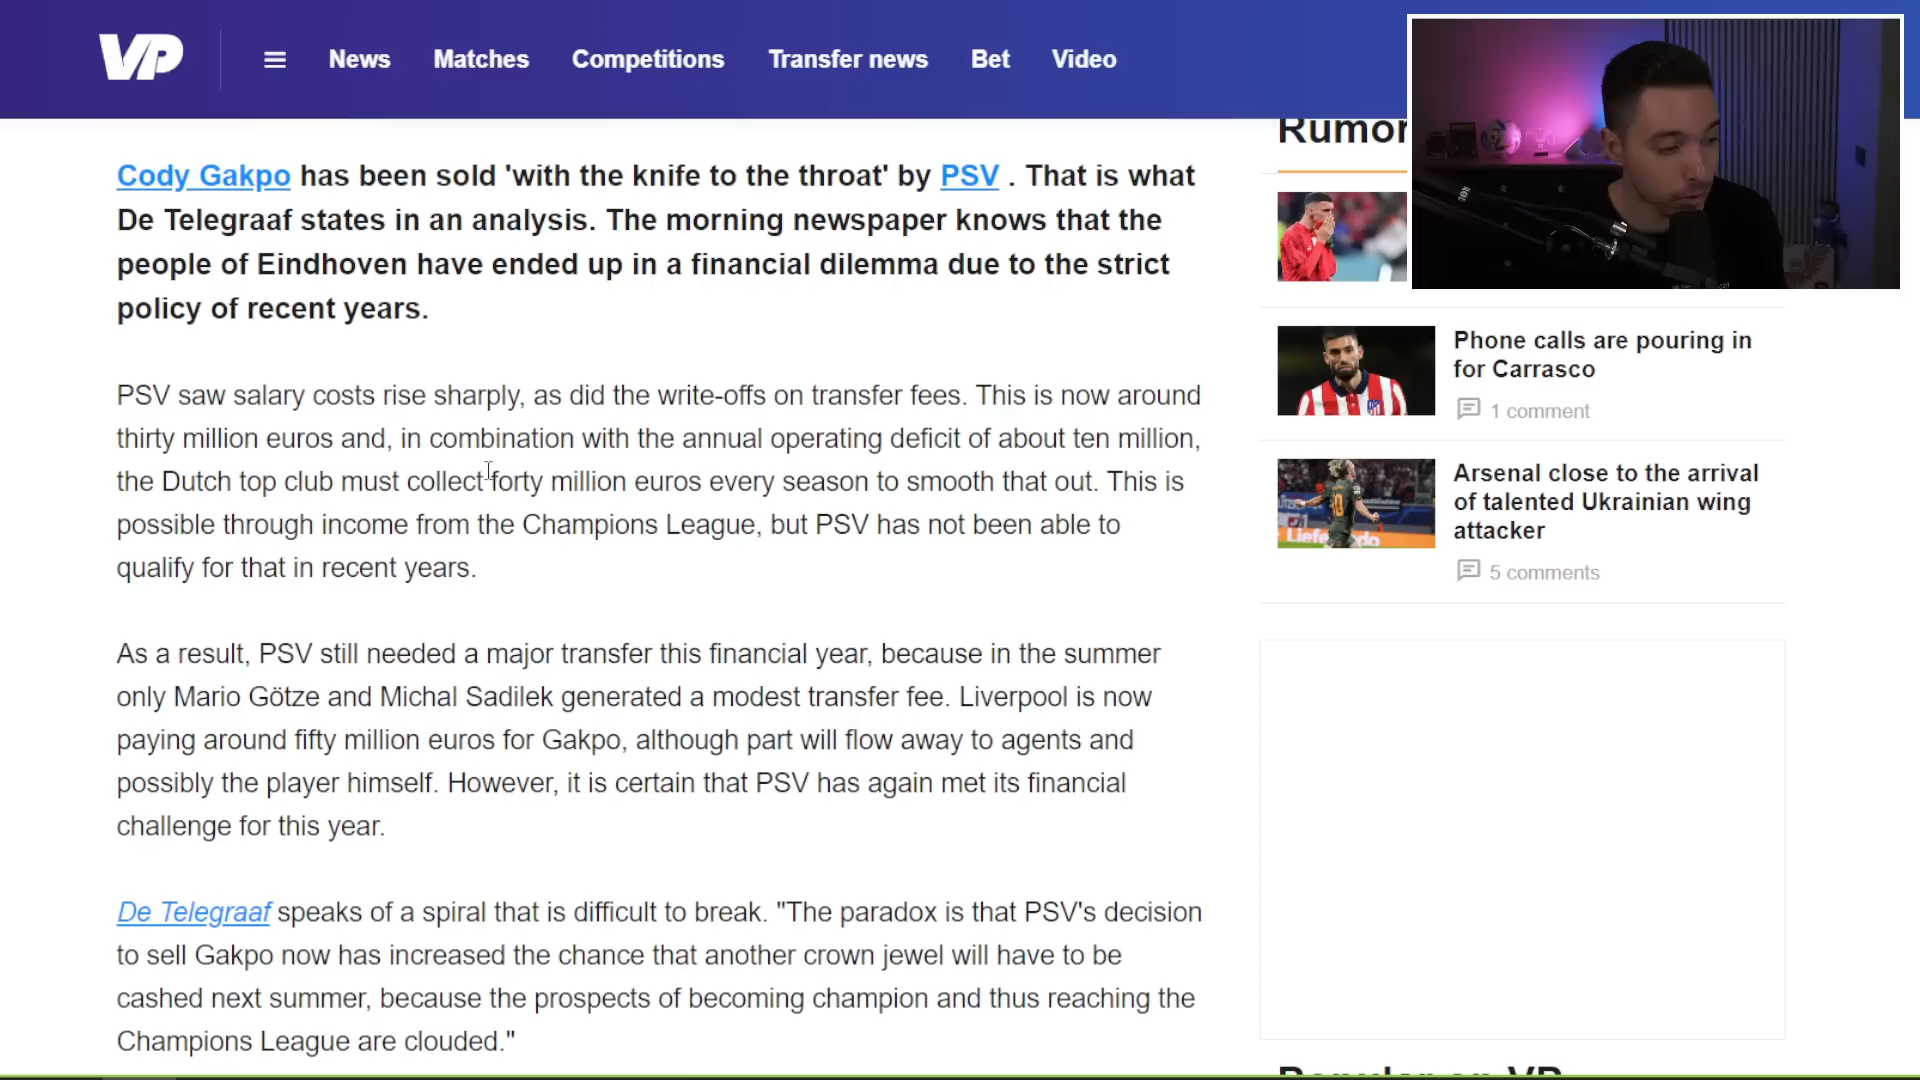 VP
News
Matches
Competitions
Transfer news
Bet
Video
Cody Gakpo has been sold 'with the knife to the throat' by PSV . That is what
De Telegraaf states in an analysis. The morning newspaper knows that the
people of Eindhoven have ended up in a financial dilemma due to the strict
policy of recent years.
PSV saw salary costs rise sharply, as did the write-offs on transfer fees. This is now around
thirty million euros and, in combination with the annual operating deficit of about ten million,
the Dutch top club must collect forty million euros every season to smooth that out. This is
possible through income from the Champions League, but PSV has not been able to
qualify for that in recent years.
As a result, PSV still needed a major transfer this financial year, because in the summer
only Mario Götze and Michal Sadilek generated a modest transfer fee. Liverpool is now
paying around fifty million euros for Gakpo, although part will flow away to agents and
possibly the player himself. However, it is certain that PSV has again met its financial
challenge for this year.
De Telegraaf speaks of a spiral that is difficult to break. "The paradox is that PSV's decision
to sell Gakpo now has increased the chance that another crown jewel will have to be
cashed next summer, because the prospects of becoming champion and thus reaching the
Champions League are clouded."
Rumor
Phone calls are pouring in
for Carrasco
1 comment
Arsenal close to the arrival
of talented Ukrainian wing
attacker
5 comments
Popular on VP